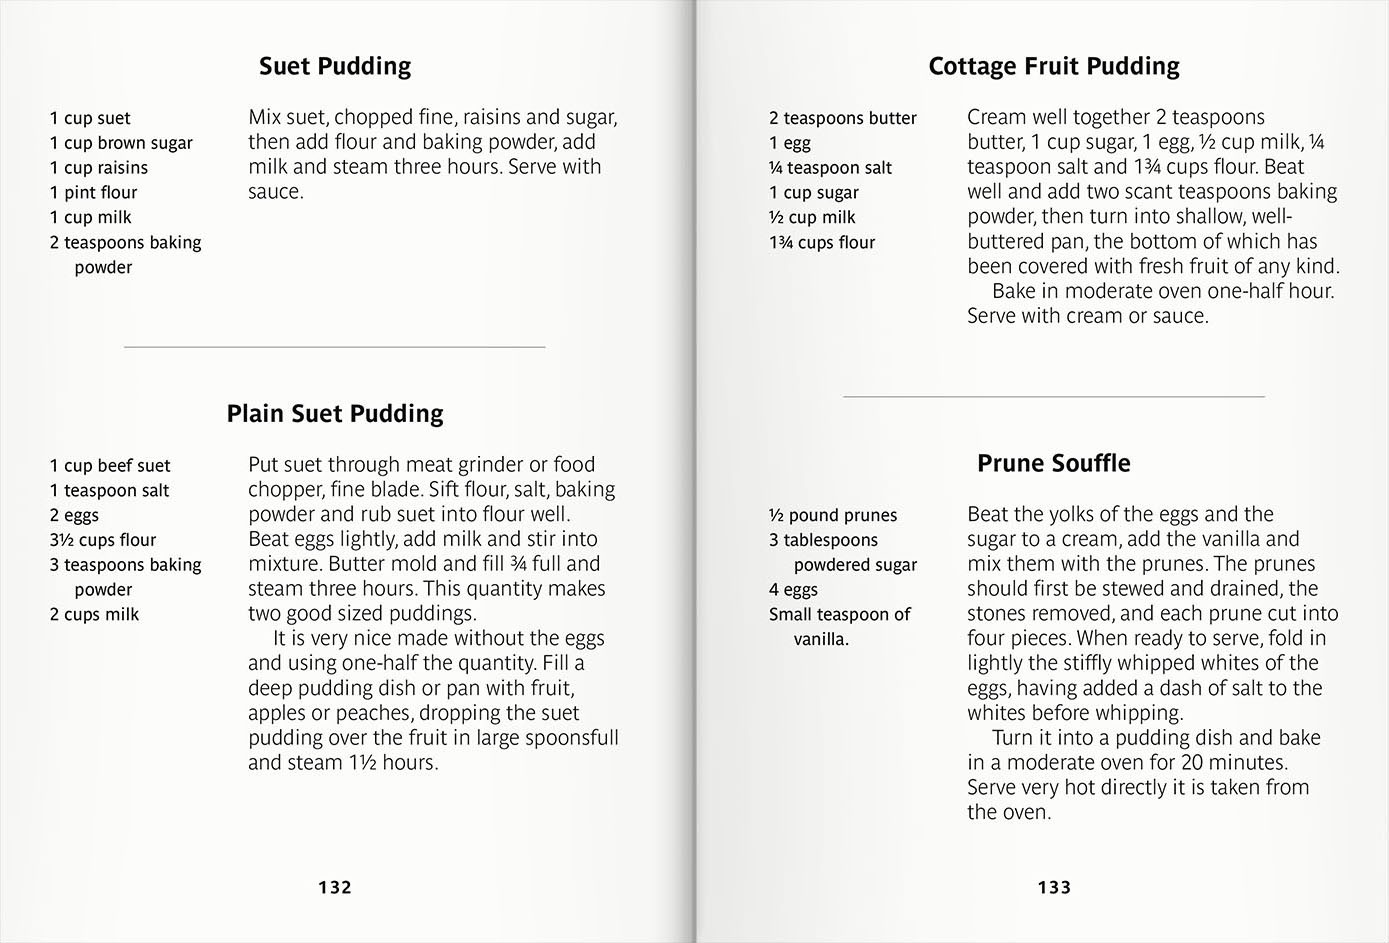 Suet Pudding
1 cup suet
1 cup brown sugar
1 cup raisins
1 pint flour
1 cup milk
2 teaspoons baking
powder
Mix suet, chopped fine, raisins and sugar,
then add flour and baking powder, add
milk and steam three hours. Serve with
sauce.
Plain Suet Pudding
1 cup beef suet
1 teaspoon salt
2 eggs
3½ cups flour
3 teaspoons baking
powder
2 cups milk
Put suet through meat grinder or food
chopper, fine blade. Sift flour, salt, baking
powder and rub suet into flour well.
Beat eggs lightly, add milk and stir into
mixture. Butter mold and fill ¾ full and
steam three hours. This quantity makes
two good sized puddings.
It is very nice made without the eggs
and using one-half the quantity. Fill a
deep pudding dish or pan with fruit,
apples or peaches, dropping the suet
pudding over the fruit in large spoonsfull
and steam 1½ hours.
132
Cottage Fruit Pudding
2 teaspoons butter
1 egg
¼ teaspoon salt
1 cup sugar
½ cup milk
1¾ cups flour
Cream well together 2 teaspoons
butter, 1 cup sugar, 1 egg, ½ cup milk, ¼
teaspoon salt and 1¾ cups flour. Beat
well and add two scant teaspoons baking
powder, then turn into shallow, well-
buttered pan, the bottom of which has
been covered with fresh fruit of any kind.
Bake in moderate oven one-half hour.
Serve with cream or sauce.
Prune Souffle
½ pound prunes
3 tablespoons
powdered sugar
4 eggs
Small teaspoon of
vanilla.
Beat the yolks of the eggs and the
sugar to a cream, add the vanilla and
mix them with the prunes. The prunes
should first be stewed and drained, the
stones removed, and each prune cut into
four pieces. When ready to serve, fold in
lightly the stiffly whipped whites of the
eggs, having added a dash of salt to the
whites before whipping.
Turn it into a pudding dish and bake
in a moderate oven for 20 minutes.
Serve very hot directly it is taken from
the oven.
133